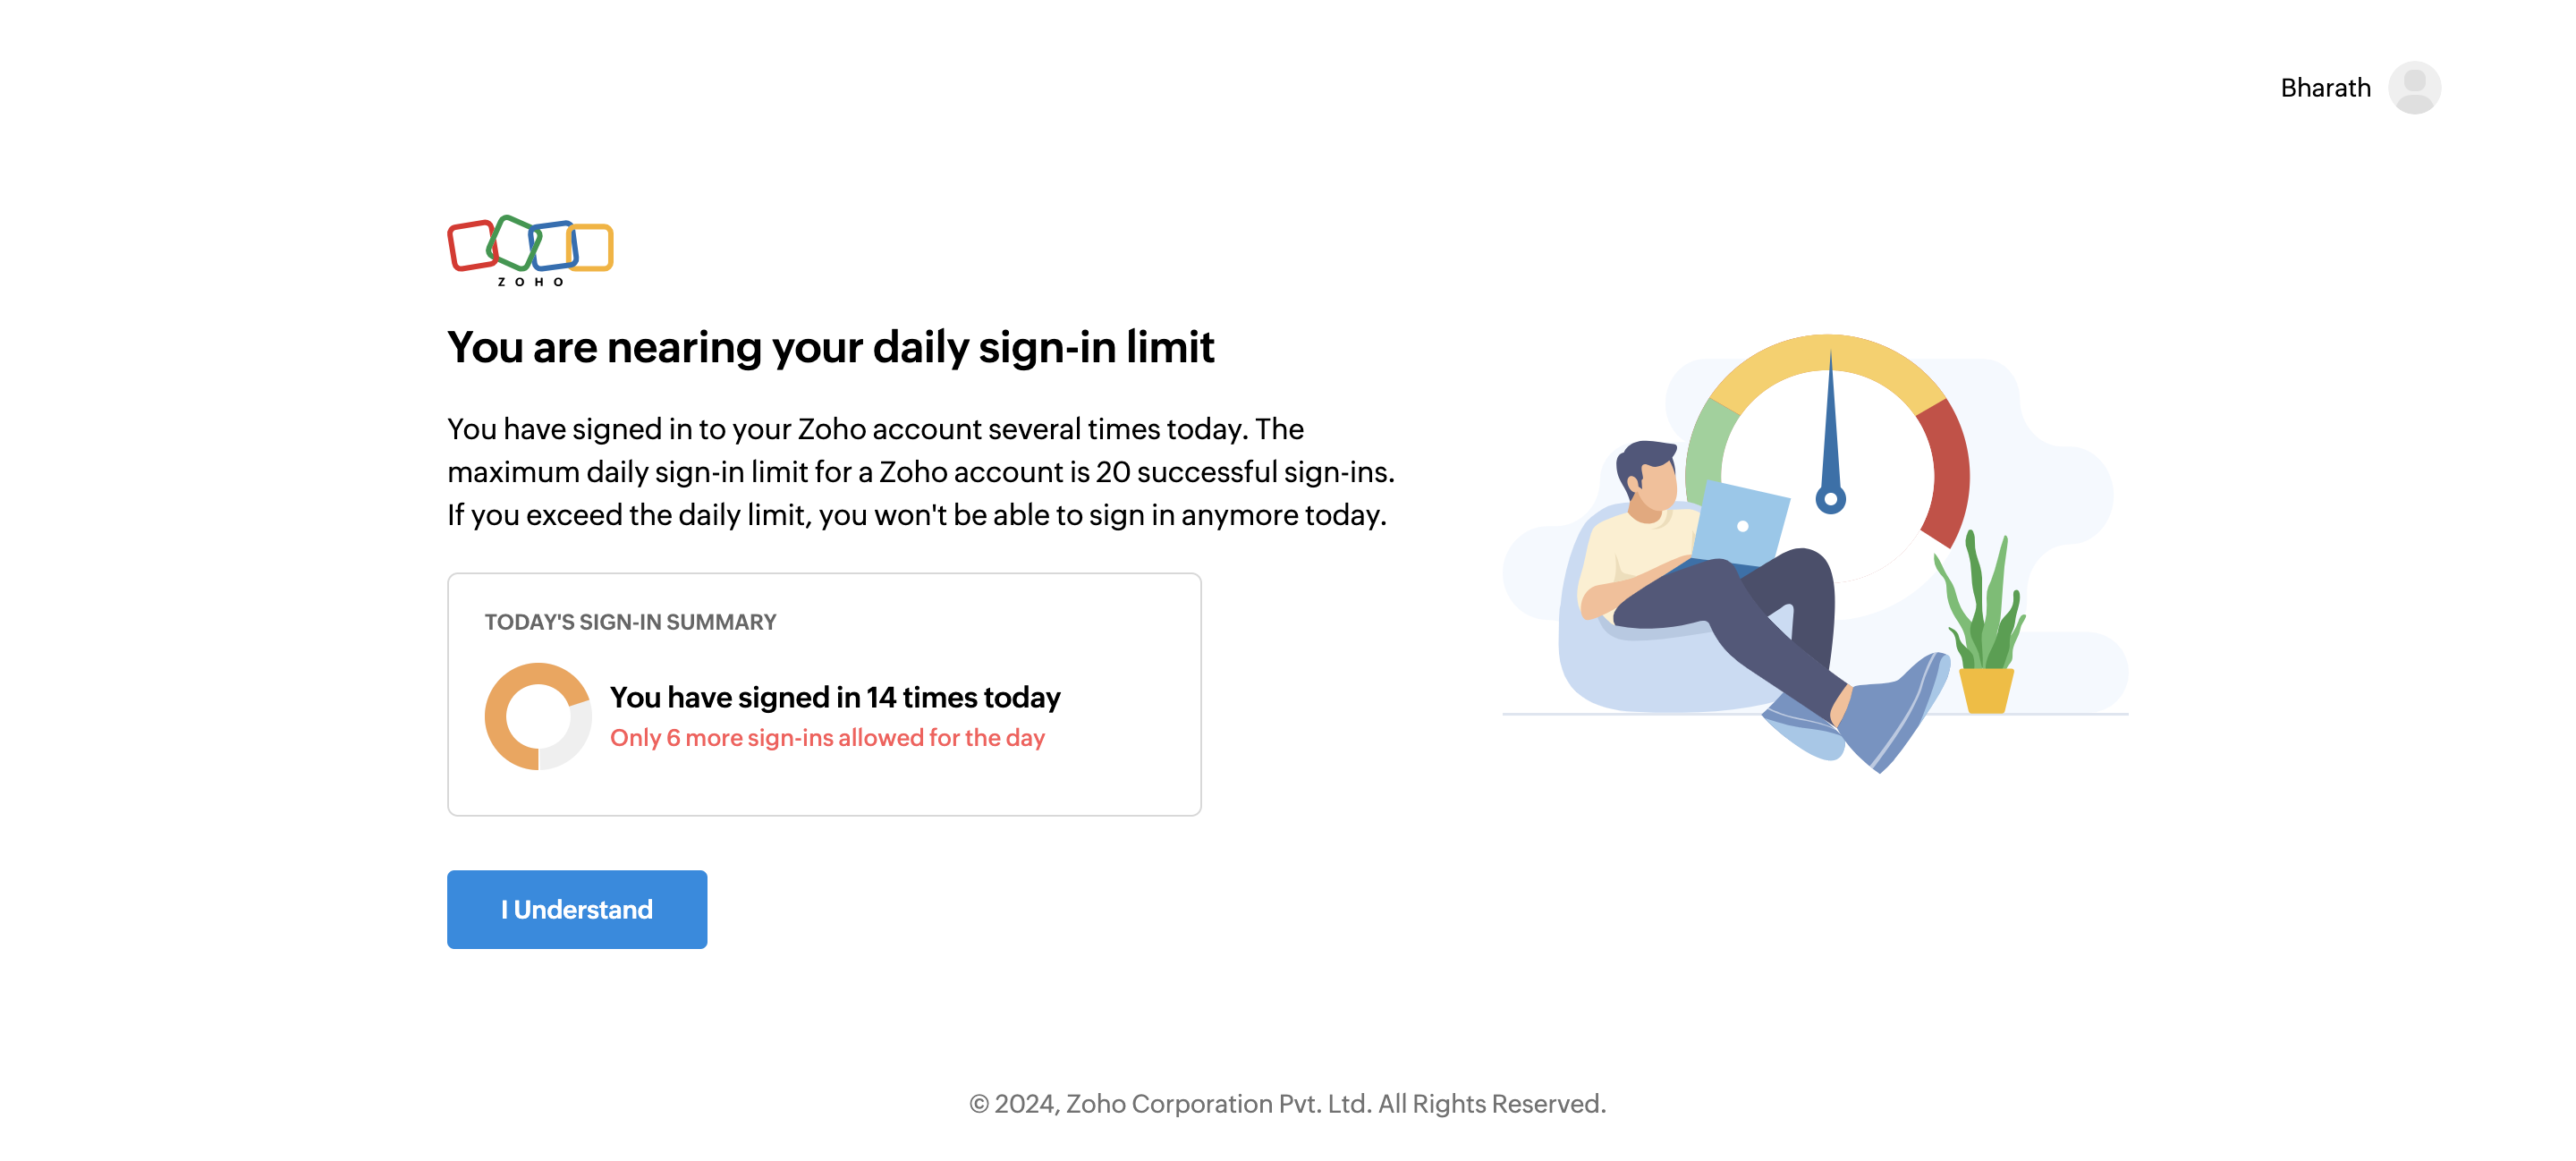 Bharath
ZOHO
You are nearing your daily sign-in limit
You have signed in to your Zoho account several times today. The
maximum daily sign-in limit for a Zoho account is 20 successful sign-ins.
If you exceed the daily limit, you won't be able to sign in anymore today.
TODAY'S SIGN-IN SUMMARY
You have signed in 14 times today
Only 6 more sign-ins allowed for the day
I Understand
© 2024, Zoho Corporation Pvt. Ltd. All Rights Reserved.